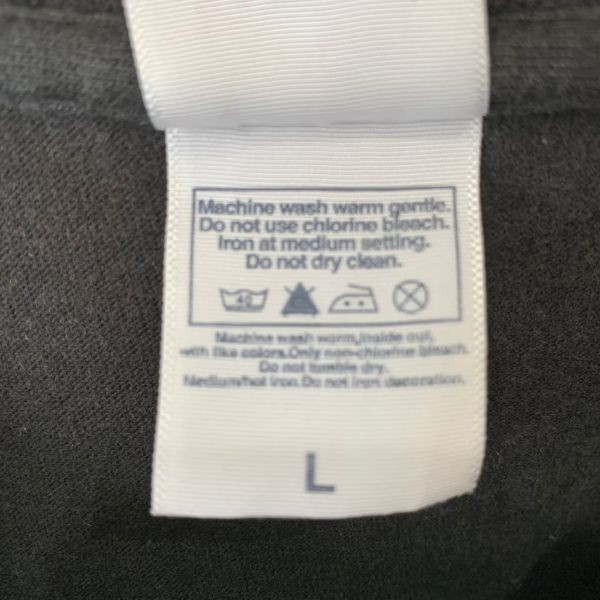 Machine wash warm gentle.
Do not use chlorine bleach.
Iron at medium setting.
Do not dry clean.
40
Machine wash warm,inside out,
with like colors.Only non-chlorine bleach.
Do not tumble dry.
Medium/hot iron.Do not iron decoration.
L